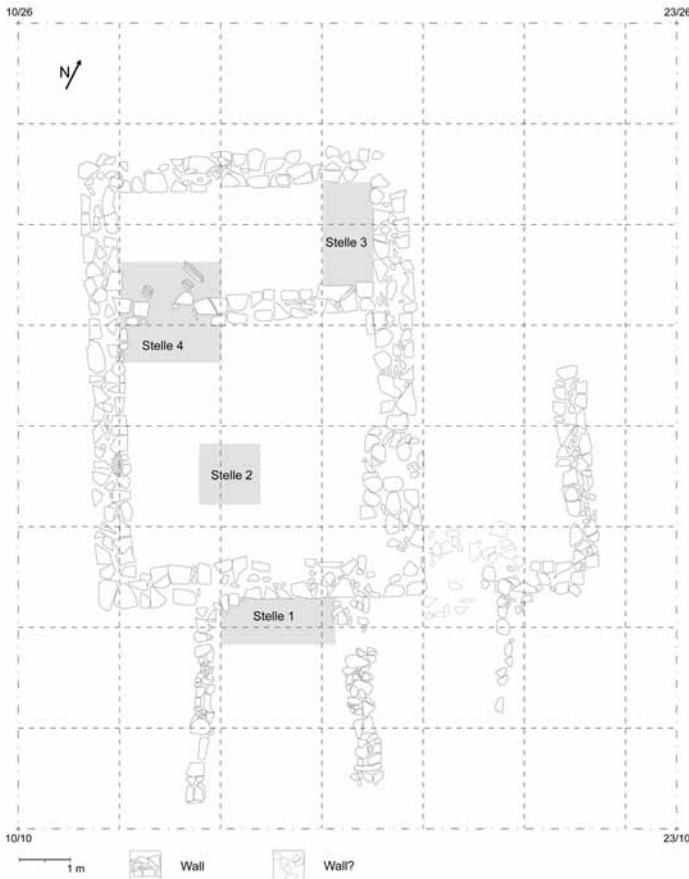 10/26 23/26
N
Stelle 3
Stelle 4
Stelle 2
Stelle 1
10/10 23/10
1 m Wall Wall?